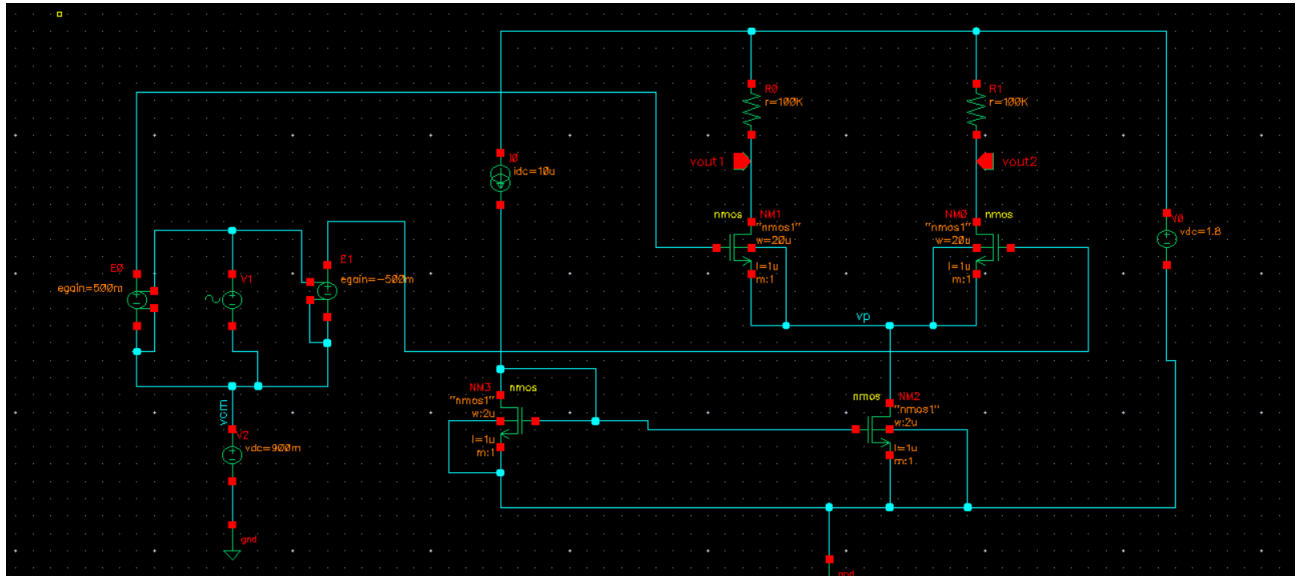 R0
r=100K
R1
r=100K
vout1
vout2
I0
idc=10u
nmos
NM1
"nmos1"
w=20u
l=1u
m:1
NM0
nmos
"nmos1"
w=20u
l=1u
m:1
V0
vdc=1.8
E0
egain=500m
V1
E1
egain=-500m
vp
vcm
V2
vdc=900m
gnd
NM3
nmos
"nmos1"
w:2u
l=1u
m:1
nmos
NM2
"nmos1"
w:2u
l=1u
m:1
gnd